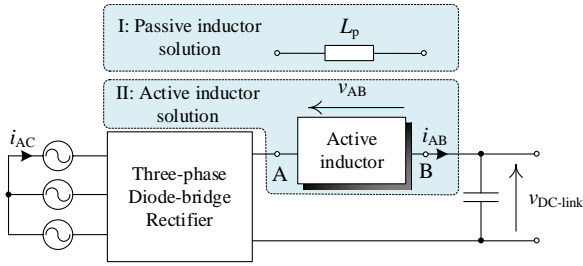 I: Passive inductor
solution
Lp
II: Active inductor
solution
vAB
iAC
Three-phase
Diode-bridge
Rectifier
A
Active
inductor
iAB
B
vDC-link